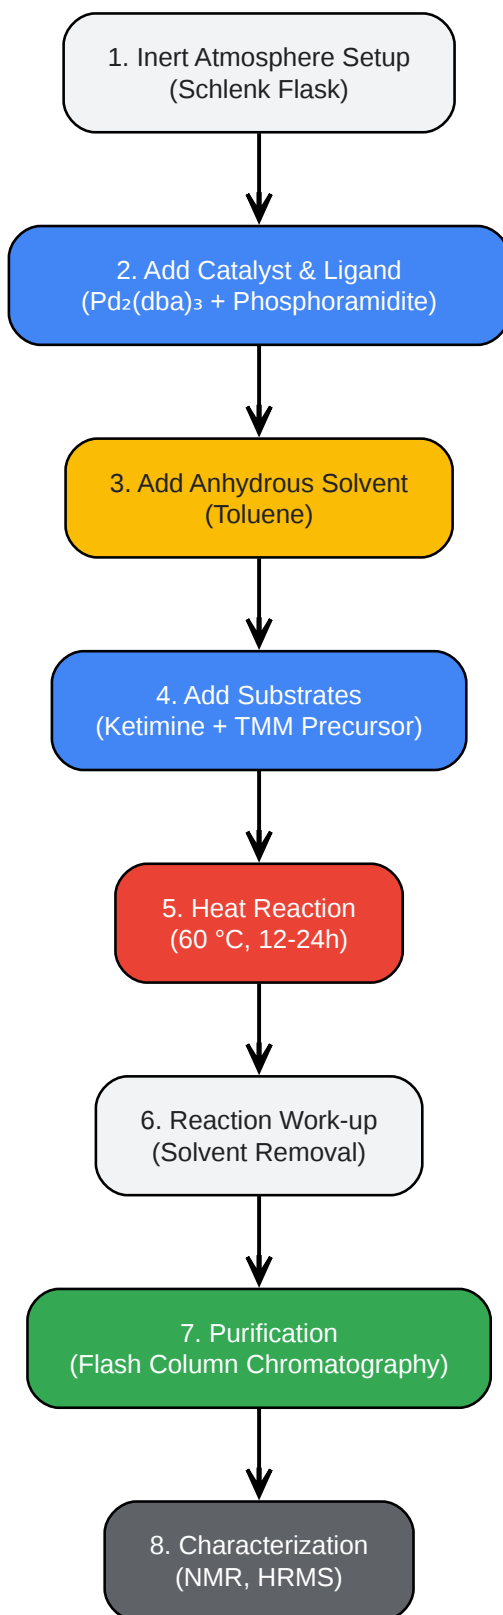 1. Inert Atmosphere Setup
(Schlenk Flask)
2. Add Catalyst & Ligand
(Pd₂(dba)₃ + Phosphoramidite)
3. Add Anhydrous Solvent
(Toluene)
4. Add Substrates
(Ketimine + TMM Precursor)
5. Heat Reaction
(60 °C, 12-24h)
6. Reaction Work-up
(Solvent Removal)
7. Purification
(Flash Column Chromatography)
8. Characterization
(NMR, HRMS)